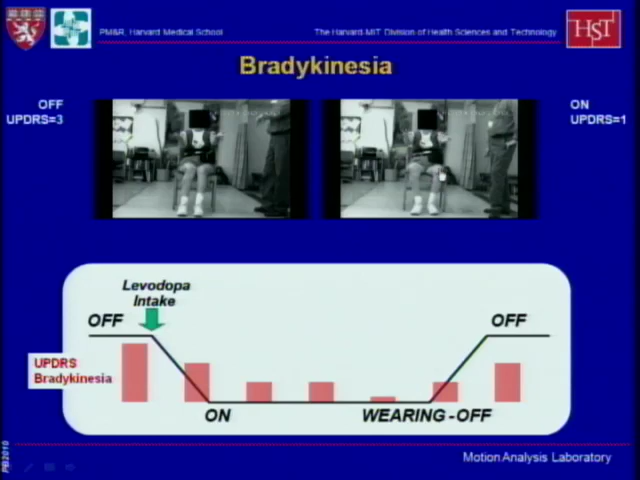 PM&R, Harvard Medical School
The Harvard-MIT Division of Health Sciences and Technology
HST
Bradykinesia
OFF
UPDRS=3
ON
UPDRS=1
Levodopa
Intake
OFF
OFF
UPDRS
Bradykinesia
ON
WEARING-OFF
Motion Analysis Laboratory
PB2010